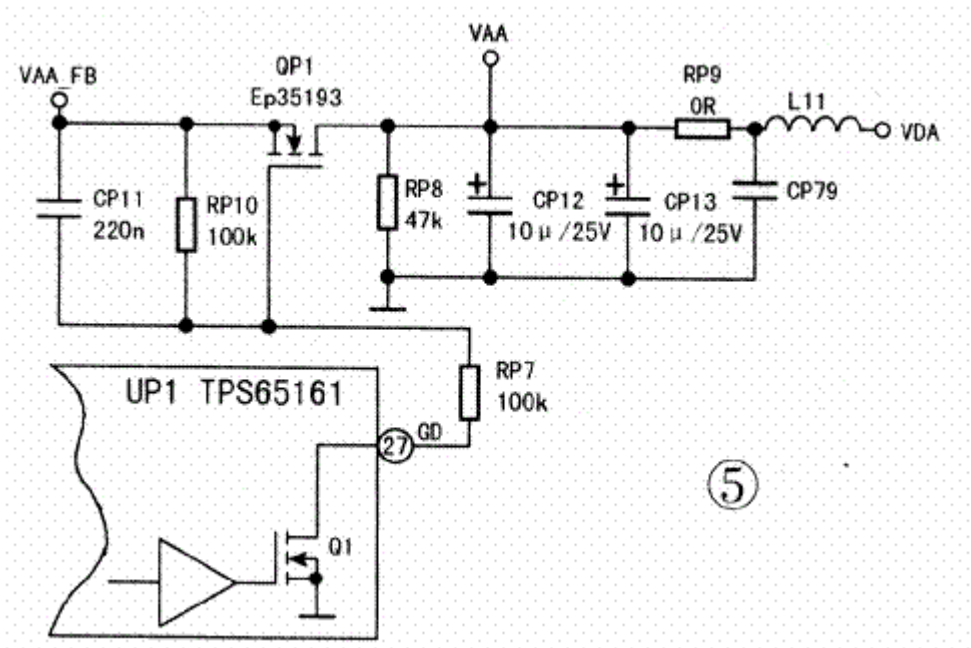 VAA
VAA_FB
QP1
Ep35193
RP9
0R
L11
VDA
CP11
220n
RP10
100k
RP8
47k
CP12
10μ/25V
CP13
10μ/25V
CP79
RP7
100k
UP1 TPS65161
27
GD
Q1
⑤